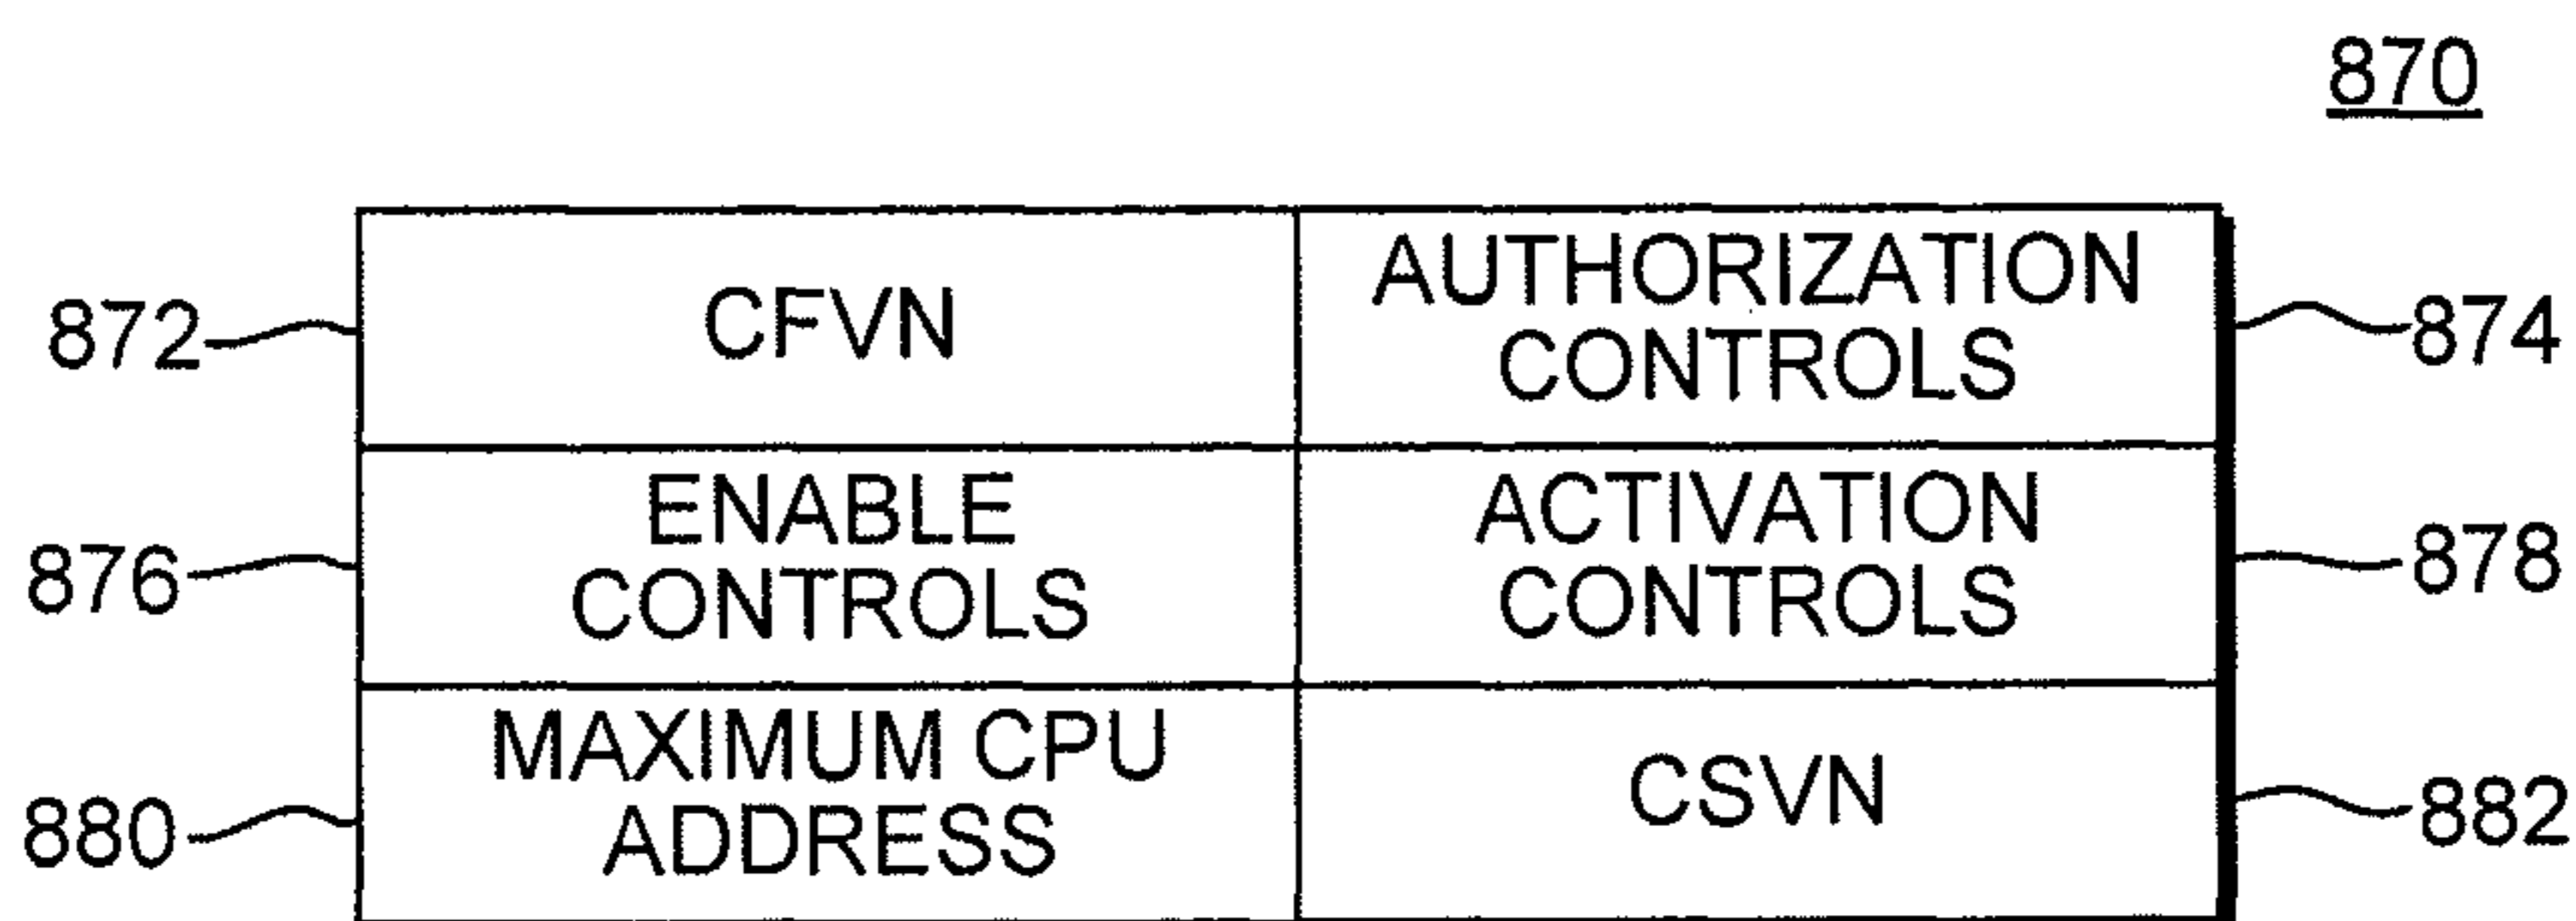 870
872
CFVN
AUTHORIZATION
CONTROLS
874
876
ENABLE
CONTROLS
ACTIVATION
CONTROLS
878
880
MAXIMUM CPU
ADDRESS
CSVN
882